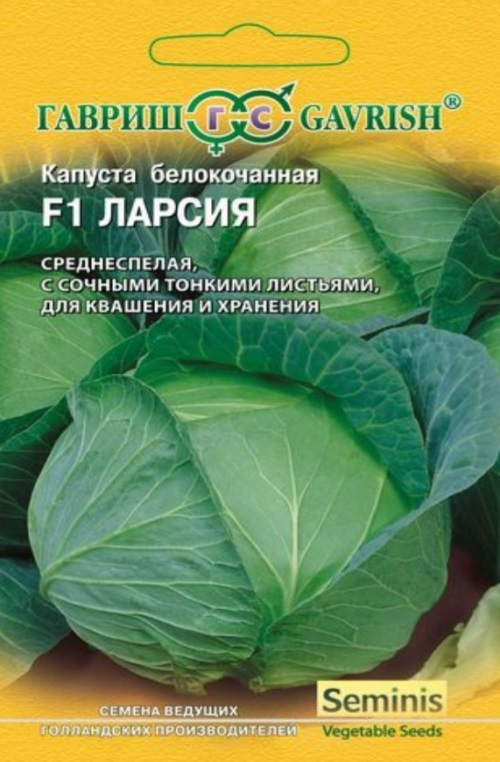 ГАВРИШ ГС GAVRISH®
Капуста белокочанная
F1 ЛАРСИЯ
СРЕДНЕСПЕЛАЯ,
С СОЧНЫМИ ТОНКИМИ ЛИСТЬЯМИ,
ДЛЯ КВАШЕНИЯ И ХРАНЕНИЯ
СЕМЕНА ВЕДУЩИХ
ГОЛЛАНДСКИХ ПРОИЗВОДИТЕЛЕЙ
Seminis
Vegetable Seeds